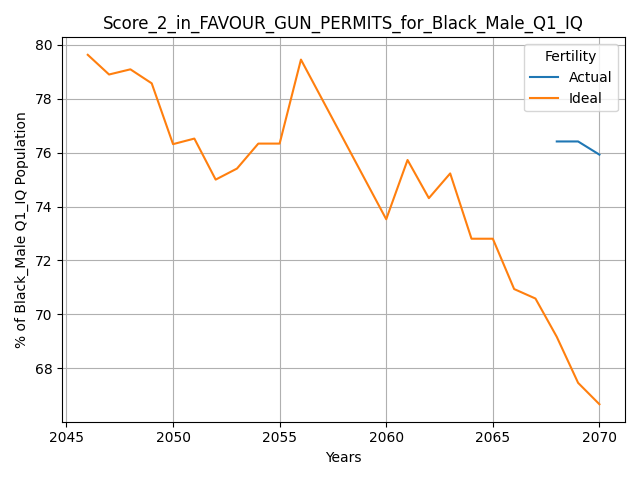 Score_2_in_FAVOUR_GUN_PERMITS_for_Black_Male_Q1_IQ
Fertility
Actual
Ideal
% of Black_Male Q1_IQ Population
80
78
76
74
72
70
68
2045 2050 2055 2060 2065 2070
Years